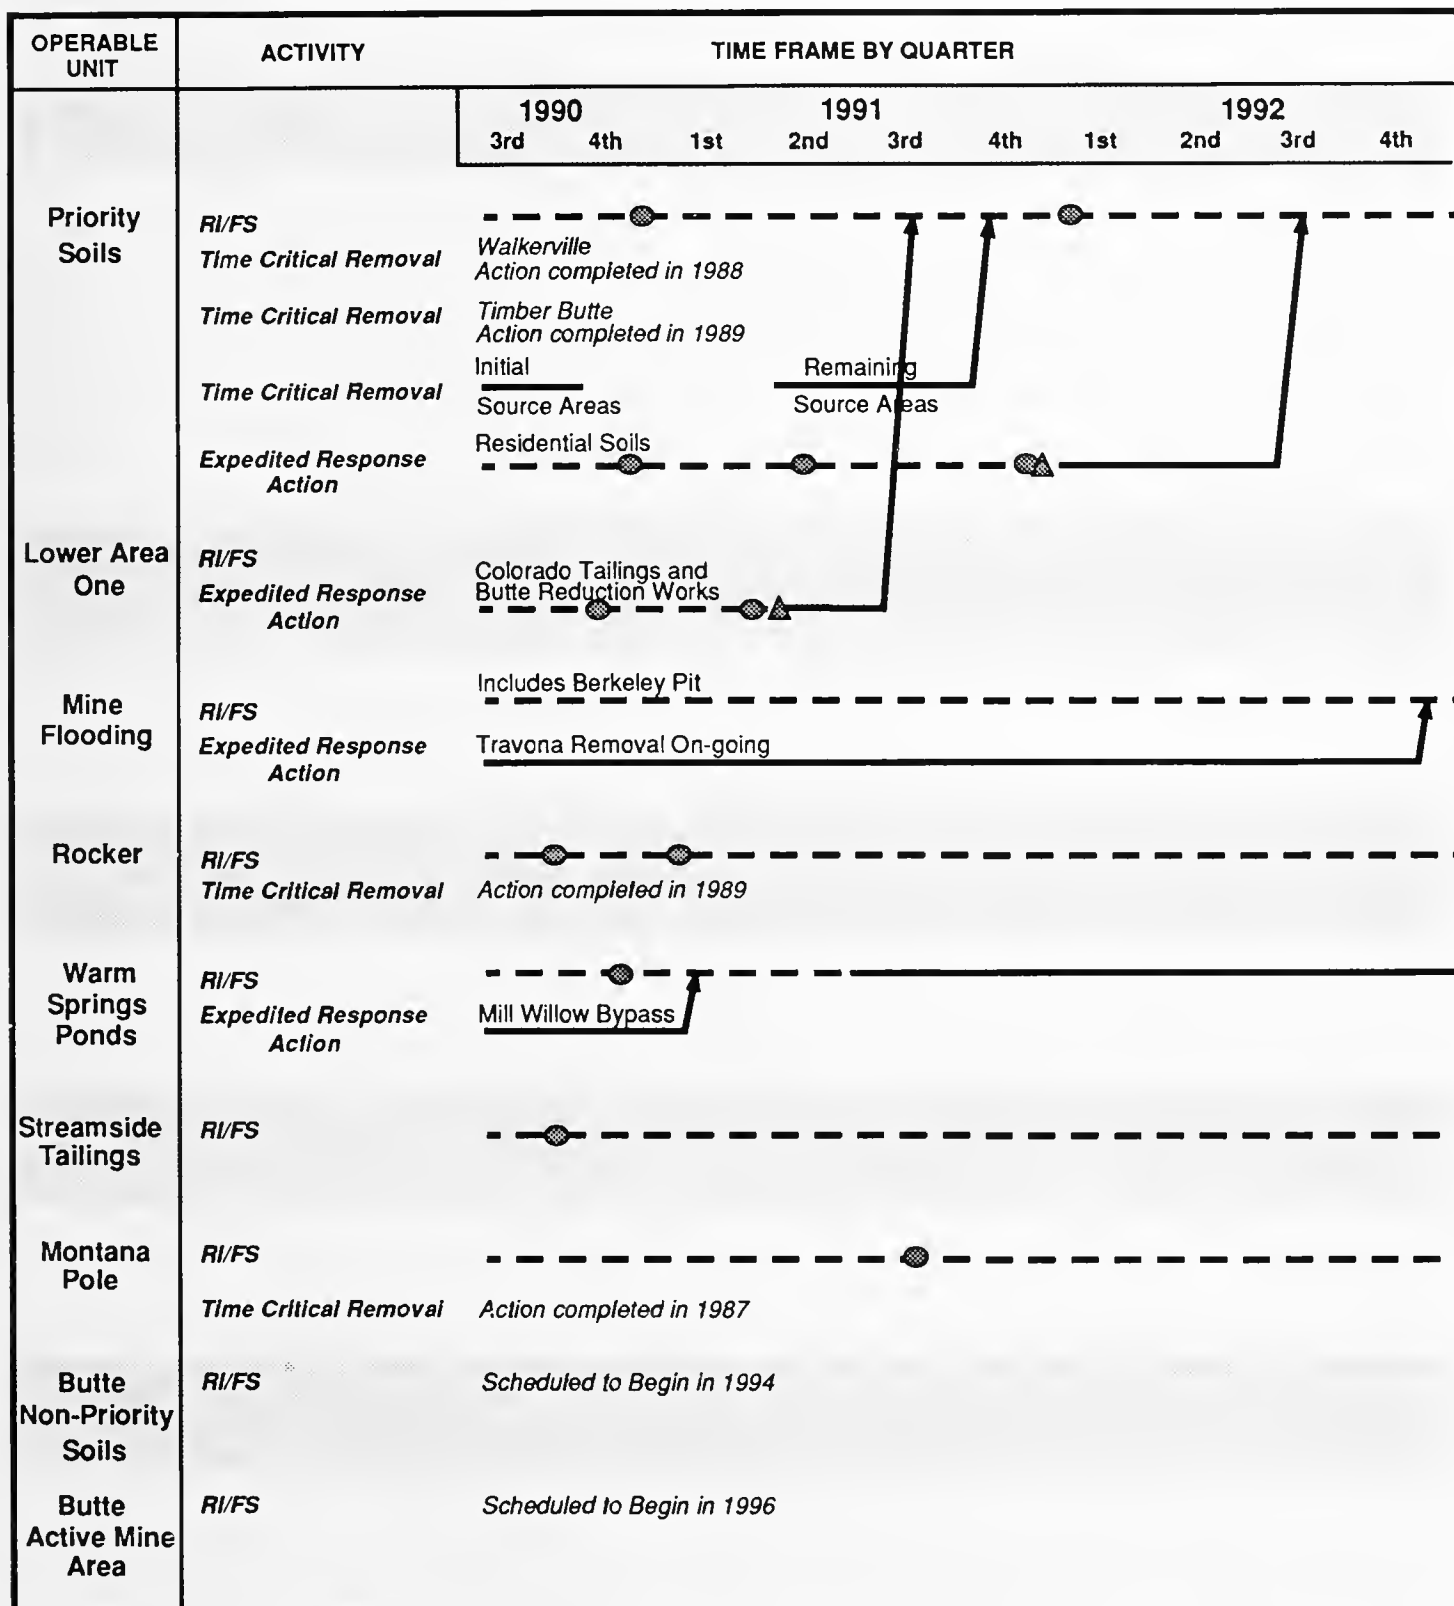 OPERABLE
UNIT
ACTIVITY
TIME FRAME BY QUARTER
1990
1991
1992
3rd 4th 1st 2nd 3rd 4th 1st 2nd 3rd 4th
Priority
Soils
RI/FS
Time Critical Removal
Walkerville
Action completed in 1988
Time Critical Removal
Timber Butte
Action completed in 1989
Time Critical Removal
Initial
Source Areas
Remaining
Source Areas
Expedited Response
Action
Residential Soils
Lower Area
One
RI/FS
Expedited Response
Action
Colorado Tailings and
Butte Reduction Works
Mine
Flooding
RI/FS
Includes Berkeley Pit
Expedited Response
Action
Travona Removal On-going
Rocker
RI/FS
Time Critical Removal
Action completed in 1989
Warm
Springs
Ponds
RI/FS
Expedited Response
Action
Mill Willow Bypass
Streamside
Tailings
RI/FS
Montana
Pole
RI/FS
Time Critical Removal
Action completed in 1987
Butte
Non-Priority
Soils
RI/FS
Scheduled to Begin in 1994
Butte
Active Mine
Area
RI/FS
Scheduled to Begin in 1996